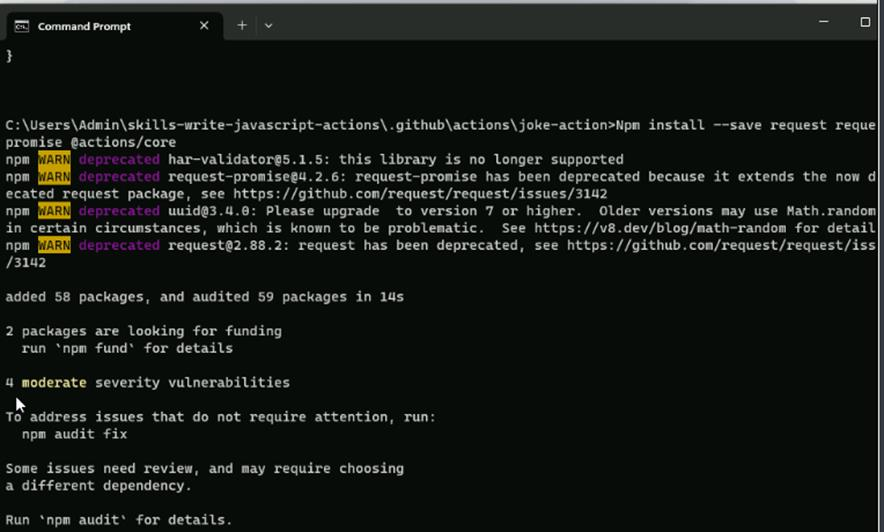 Command Prompt
}
C:\Users\Admin\skills-write-javascript-actions\.github\actions\joke-action>Npm install --save request reque
promise @actions/core
npm WARN deprecated har-validator@5.1.5: this library is no longer supported
npm WARN deprecated request-promise@4.2.6: request-promise has been deprecated because it extends the now d
ecated request package, see https://github.com/request/request/issues/3142
npm WARN deprecated uuid@3.4.0: Please upgrade  to version 7 or higher.  Older versions may use Math.random
in certain circumstances, which is known to be problematic.  See https://v8.dev/blog/math-random for detail
npm WARN deprecated request@2.88.2: request has been deprecated, see https://github.com/request/request/iss
/3142
added 58 packages, and audited 59 packages in 14s
2 packages are looking for funding
  run `npm fund` for details
4 moderate severity vulnerabilities
To address issues that do not require attention, run:
  npm audit fix
Some issues need review, and may require choosing
a different dependency.
Run `npm audit` for details.